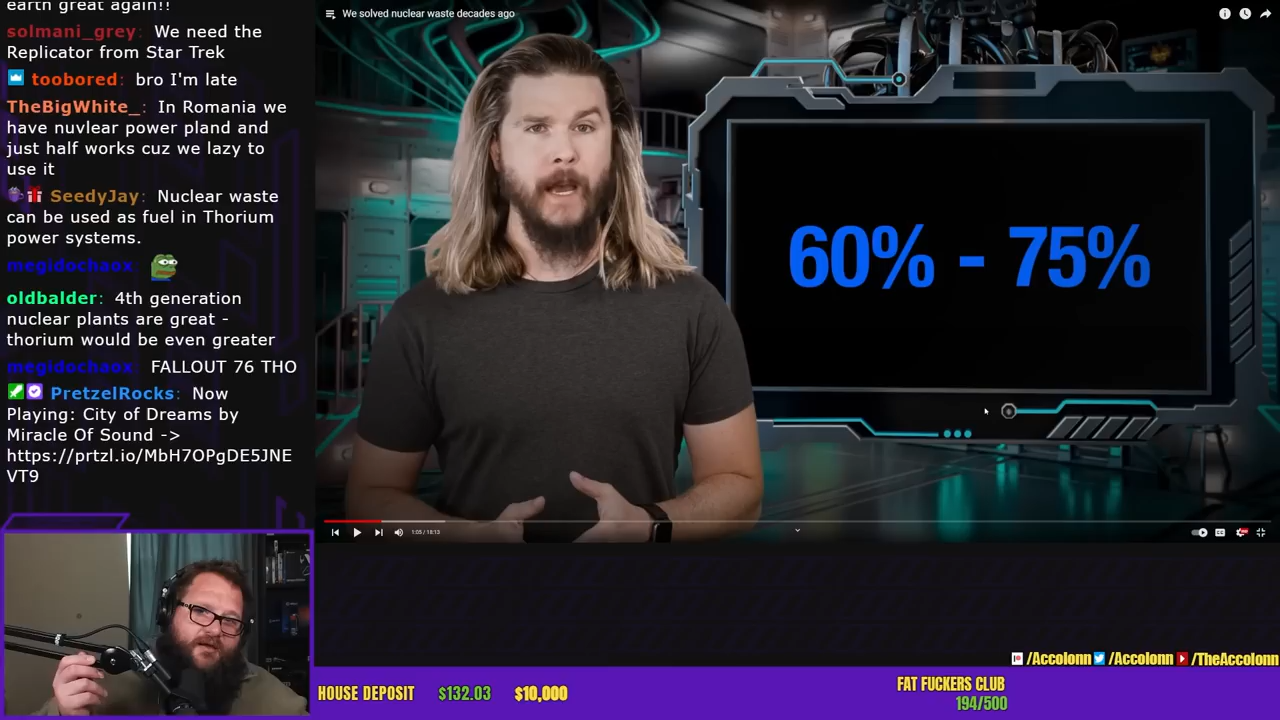 earth great again!!
solmani_grey: We need the
Replicator from Star Trek
toobored: bro I'm late
TheBigWhite_: In Romania we
have nuvlear power pland and
just half works cuz we lazy to
use it
SeedyJay: Nuclear waste
can be used as fuel in Thorium
power systems.
megidochaox:
oldbalder: 4th generation
nuclear plants are great -
thorium would be even greater
megidochaox: FALLOUT 76 THO
PretzelRocks: Now
Playing: City of Dreams by
Miracle Of Sound ->
https://prtzl.io/MbH7OPgDE5JNE
VT9
We solved nuclear waste decades ago
60% - 75%
1:05 / 18:13
/Accolonn /Accolonn /TheAccolonn
HOUSE DEPOSIT $132.03 $10,000
FAT FUCKERS CLUB
194/500